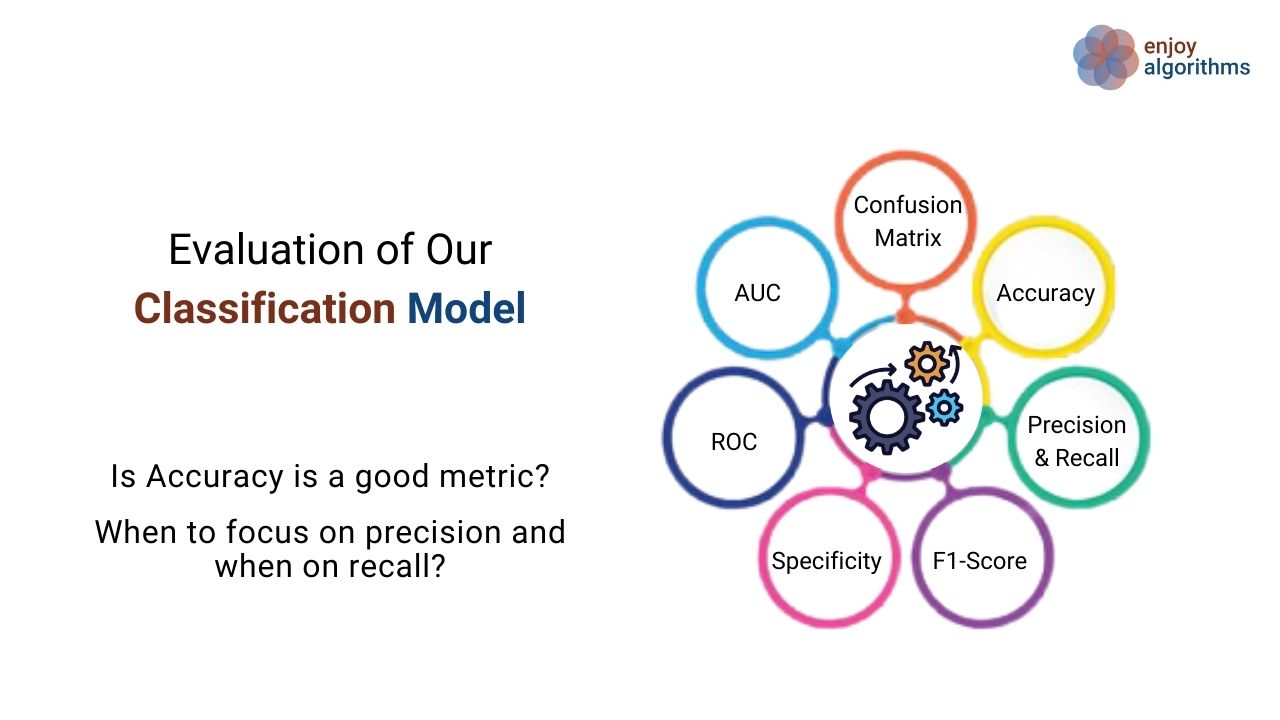 enjoy
algorithms
Evaluation of Our
Classification Model
Is Accuracy is a good metric?
When to focus on precision and
when on recall?
Confusion
Matrix
Accuracy
Precision
& Recall
F1-Score
Specificity
ROC
AUC